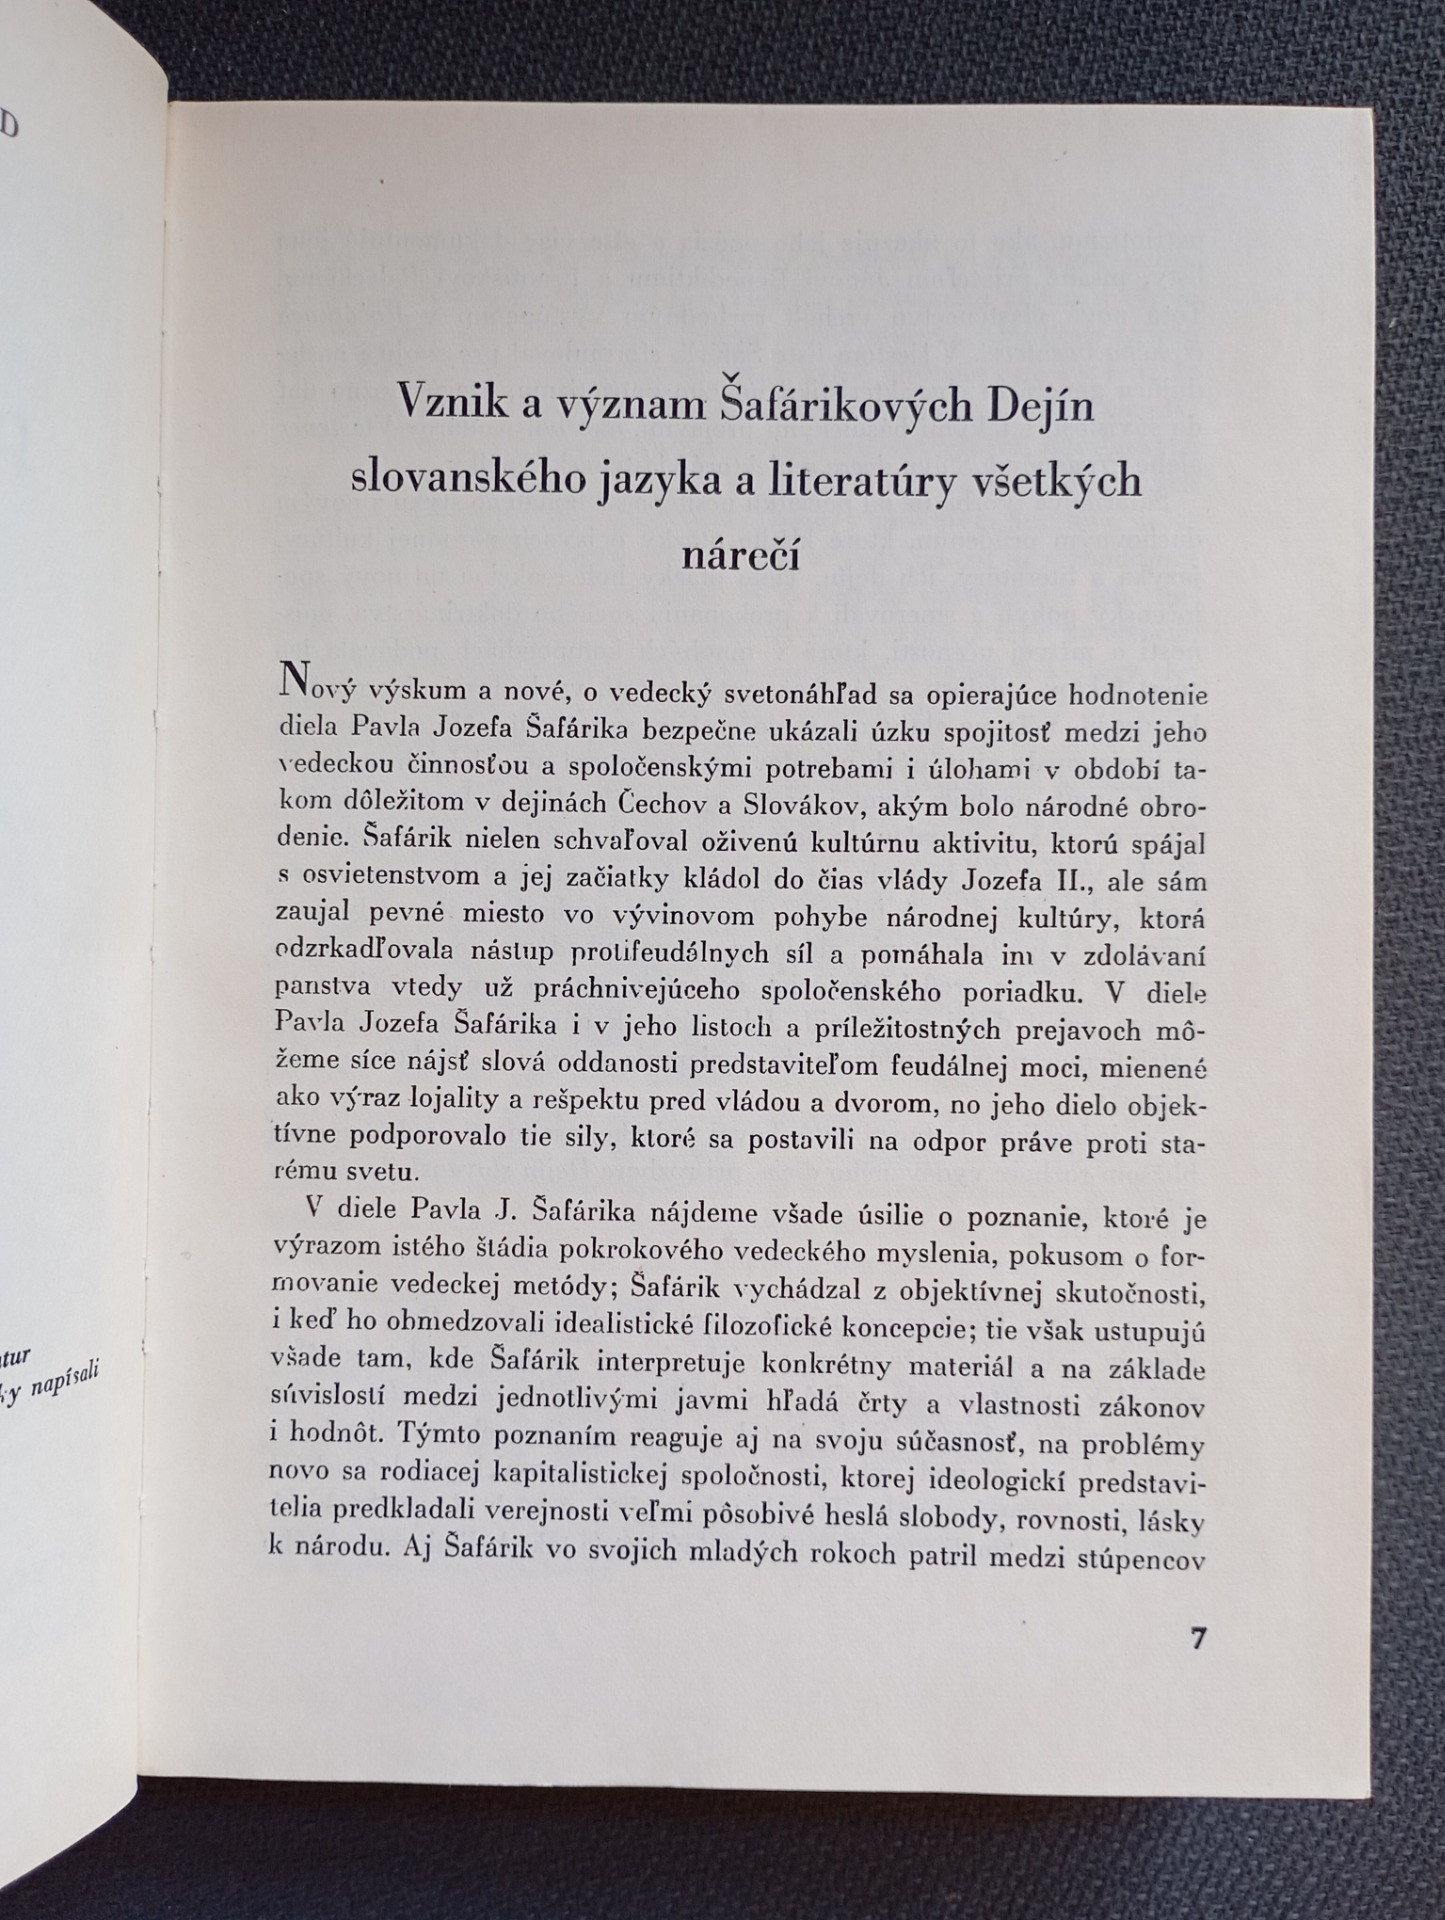 D
tur
ky napísali
Vznik a význam Šafárikových Dejín
slovanského jazyka a literatúry všetkých
nárečí
Nový výskum a nové, o vedecký svetonáhľad sa opierajúce hodnotenie
diela Pavla Jozefa Šafárika bezpečne ukázali úzku spojitosť medzi jeho
vedeckou činnosťou a spoločenskými potrebami i úlohami v období ta-
kom dôležitom v dejinách Čechov a Slovákov, akým bolo národné obro-
denie. Šafárik nielen schvaľoval oživenú kultúrnu aktivitu, ktorú spájal
s osvietenstvom a jej začiatky kládol do čias vlády Jozefa II., ale sám
zaujal pevné miesto vo vývinovom pohybe národnej kultúry, ktorá
odzrkadľovala nástup protifeudálnych síl a pomáhala im v zdolávaní
panstva vtedy už práchnivejúceho spoločenského poriadku. V diele
Pavla Jozefa Šafárika i v jeho listoch a príležitostných prejavoch mô-
žeme síce nájsť slová oddanosti predstaviteľom feudálnej moci, mienené
ako výraz lojality a rešpektu pred vládou a dvorom, no jeho dielo objek-
tívne podporovalo tie sily, ktoré sa postavili na odpor práve proti sta-
rému svetu.
V diele Pavla J. Šafárika nájdeme všade úsilie o poznanie, ktoré je
výrazom istého štádia pokrokového vedeckého myslenia, pokusom o for-
movanie vedeckej metódy; Šafárik vychádzal z objektívnej skutočnosti,
i keď ho obmedzovali idealistické filozofické koncepcie; tie však ustupujú
všade tam, kde Šafárik interpretuje konkrétny materiál a na základe
súvislostí medzi jednotlivými javmi hľadá črty a vlastnosti zákonov
i hodnôt. Týmto poznaním reaguje aj na svoju súčasnosť, na problémy
novo sa rodiacej kapitalistickej spoločnosti, ktorej ideologickí predstavi-
telia predkladali verejnosti veľmi pôsobivé heslá slobody, rovnosti, lásky
k národu. Aj Šafárik vo svojich mladých rokoch patril medzi stúpencov
7